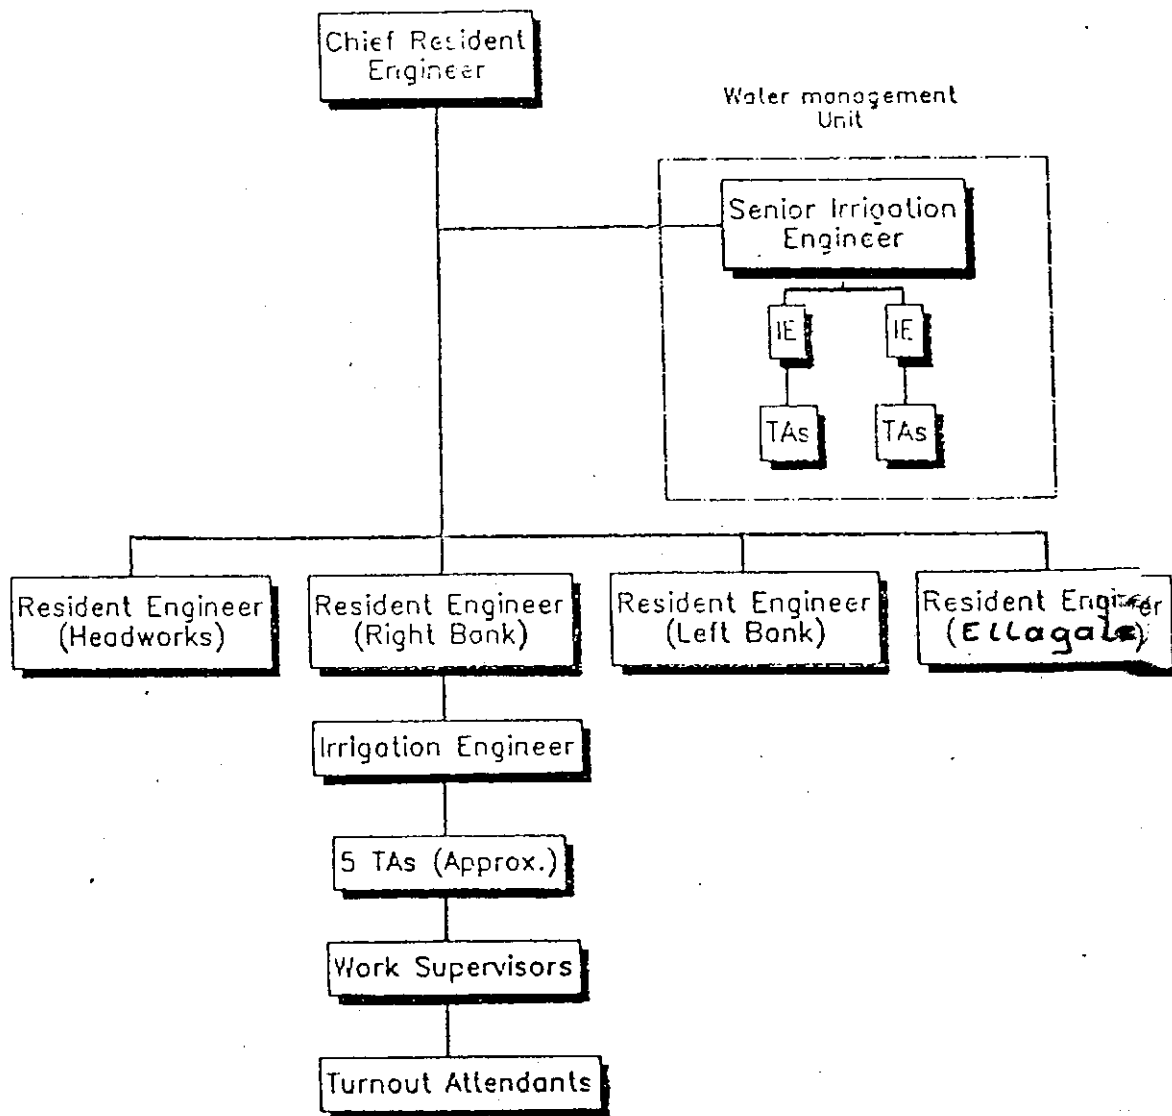 Chief Resident
Engineer
Water management
Unit
Senior Irrigation
Engineer
IE
IE
TAs
TAs
Resident Engineer
(Headworks)
Resident Engineer
(Right Bank)
Resident Engineer
(Left Bank)
Resident Engineer
(Ellagala)
Irrigation Engineer
5 TAs (Approx.)
Work Supervisors
Turnout Attendants